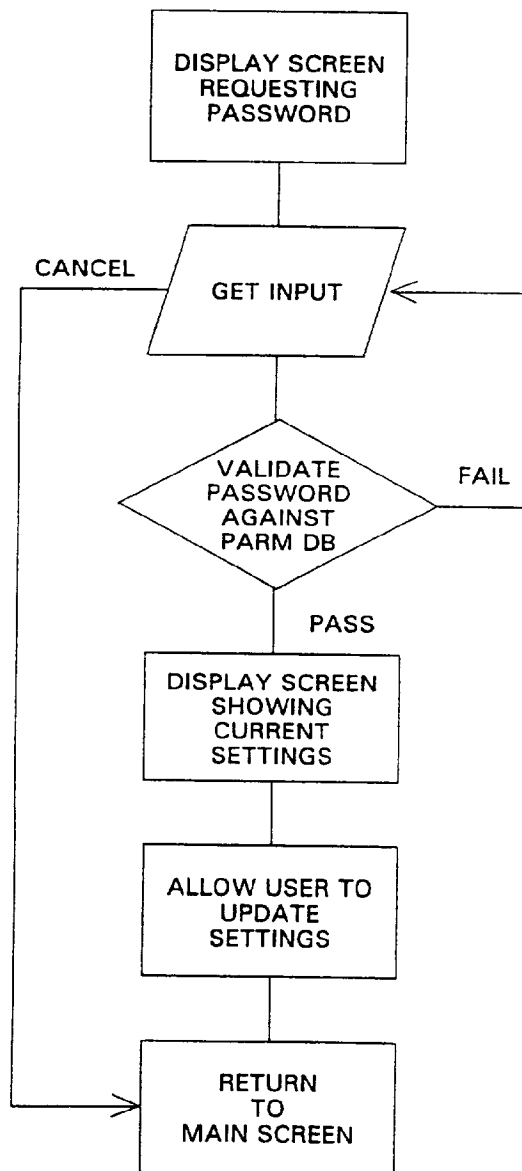 DISPLAY SCREEN
REQUESTING
PASSWORD
CANCEL
GET INPUT
VALIDATE
PASSWORD
AGAINST
PARM DB
FAIL
PASS
DISPLAY SCREEN
SHOWING
CURRENT
SETTINGS
ALLOW USER TO
UPDATE
SETTINGS
RETURN
TO
MAIN SCREEN